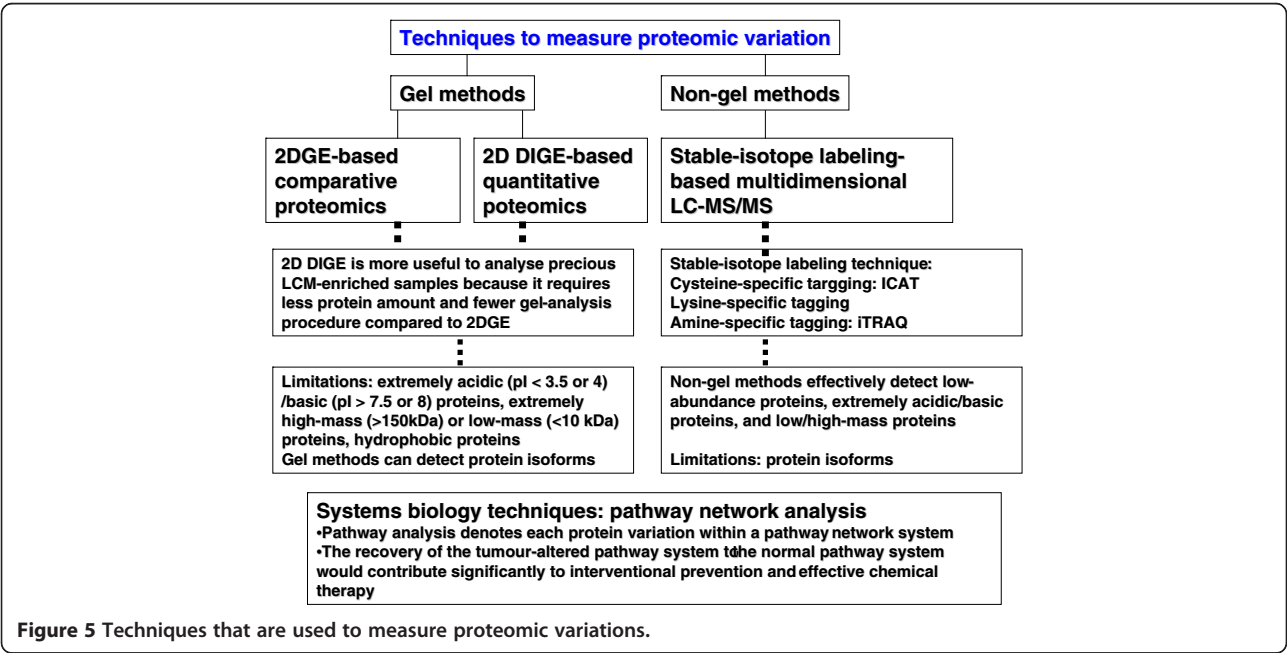 Techniques to measure proteomic variation
Gel methods
Non-gel methods
2DGE-based
comparative
proteomics
2D DIGE-based
quantitative
poteomics
Stable-isotope labeling-
based multidimensional
LC-MS/MS
2D DIGE is more useful to analyse precious
LCM-enriched samples because it requires
less protein amount and fewer gel-analysis
procedure compared to 2DGE
Stable-isotope labeling technique:
Cysteine-specific targging: ICAT
Lysine-specific tagging
Amine-specific tagging: iTRAQ
Limitations: extremely acidic (pI < 3.5 or 4)
/basic (pI > 7.5 or 8) proteins, extremely
high-mass (>150kDa) or low-mass (<10 kDa)
proteins, hydrophobic proteins
Gel methods can detect protein isoforms
Non-gel methods effectively detect low-
abundance proteins, extremely acidic/basic
proteins, and low/high-mass proteins
Limitations: protein isoforms
Systems biology techniques: pathway network analysis
•Pathway analysis denotes each protein variation within a pathway network system
•The recovery of the tumour-altered pathway system to the normal pathway system
would contribute significantly to interventional prevention and effective chemical
therapy
Figure 5 Techniques that are used to measure proteomic variations.